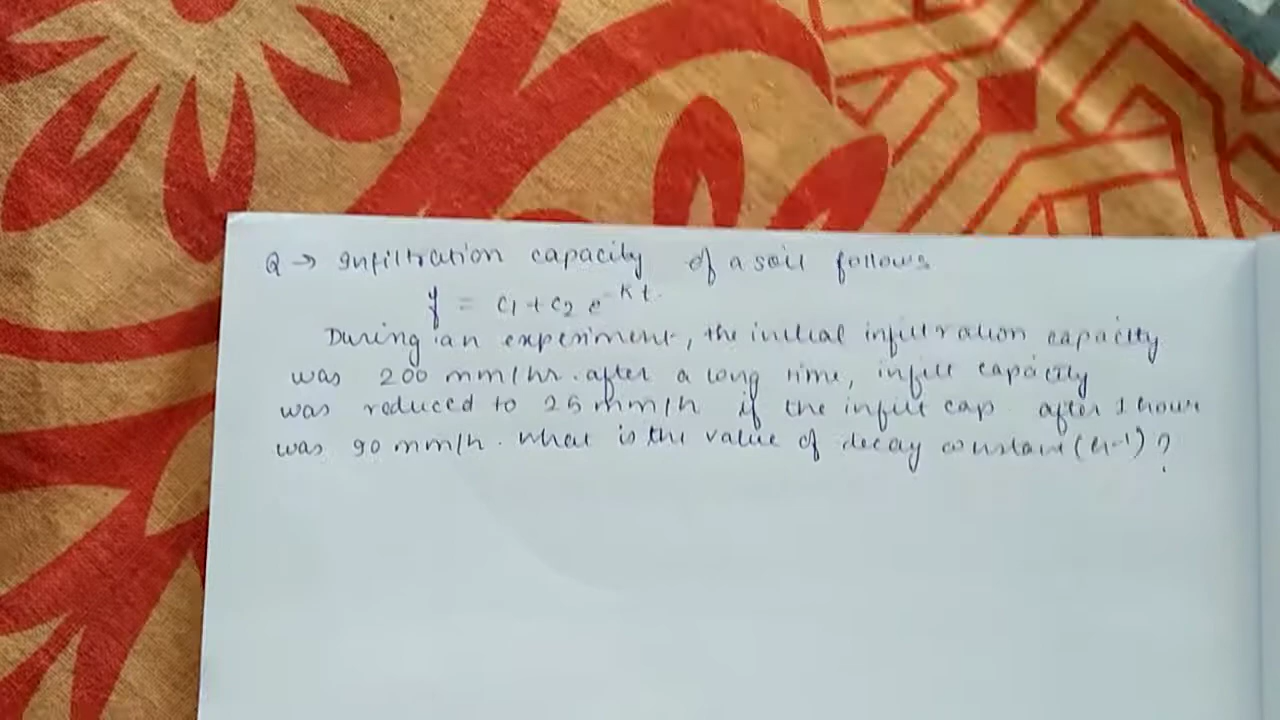 Q → Infiltration capacity of a soil follows
f = c1 + c2 e^-Kt.
During an experiment, the initial infiltration capacity
was 200 mm/hr. after a long time, infilt capacity
was reduced to 25 mm/h if the infilt cap. after 1 hour
was 90 mm/h. what is the value of decay constant (h-1) ?